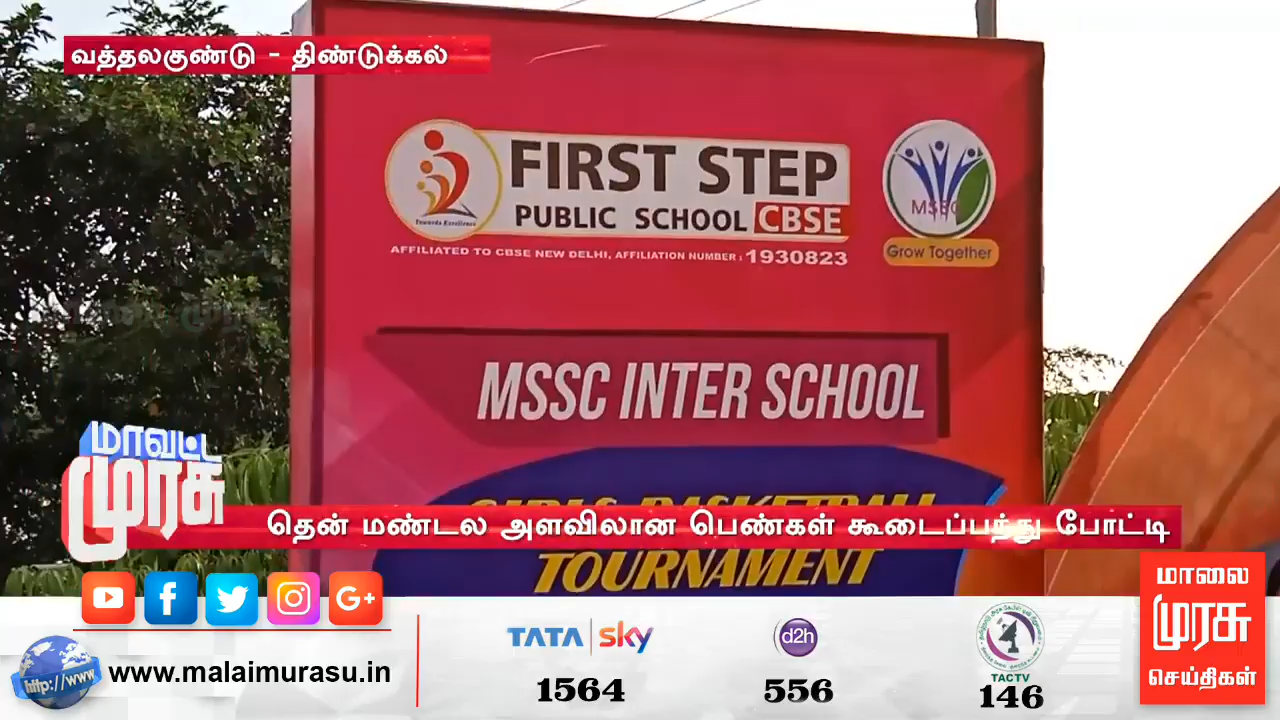 வத்தலகுண்டு - திண்டுக்கல்
Towards Excellence
FIRST STEP
PUBLIC SCHOOL CBSE
AFFILIATED TO CBSE NEW DELHI, AFFILIATION NUMBER : 1930823
MSSC
Grow Together
MSSC INTER SCHOOL
GIRLS BASKETBALL
TOURNAMENT
மாவட்ட
முரசு
தென் மண்டல அளவிலான பெண்கள் கூடைப்பந்து போட்டி
http://www
www.malaimurasu.in
TATA sky
1564
d2h
556
TACTV
146
மாலை
முரசு
செய்திகள்